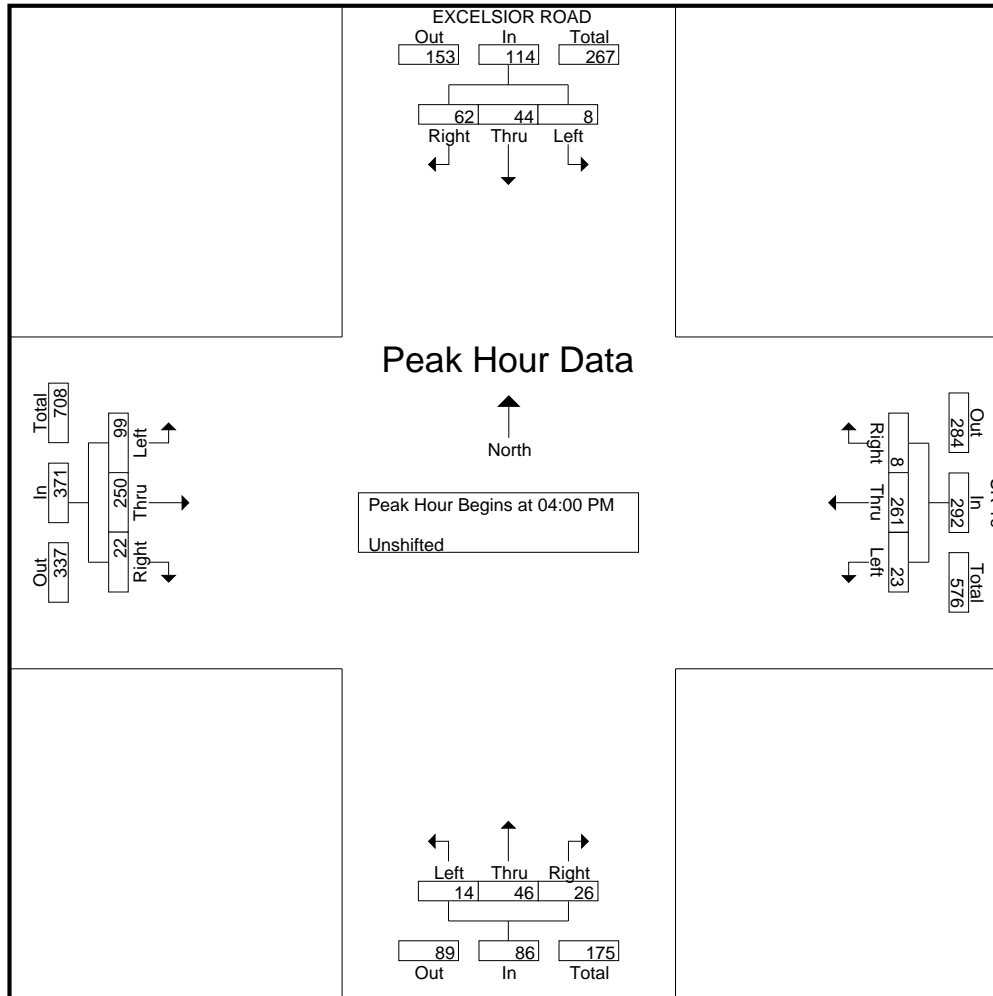 EXCELSIOR ROAD
Out In Total
153 114 267
62 44 8
Right Thru Left
Peak Hour Data
North
Peak Hour Begins at 04:00 PM
Unshifted
Total In Out
708 371 337
99 250 22
Left Thru Right
Right Thru Left
8 261 23
Out In Total
284 292 576
Left Thru Right
14 46 26
89 86 175
Out In Total